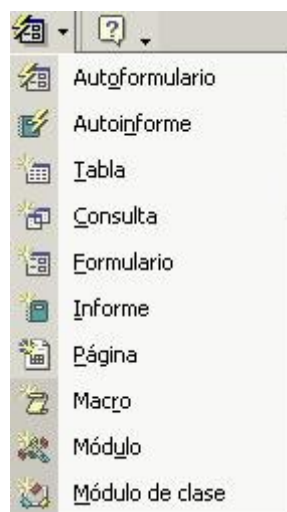 Autoformulario
Autoinforme
Tabla
Consulta
Formulario
Informe
Página
Macro
Módulo
Módulo de clase